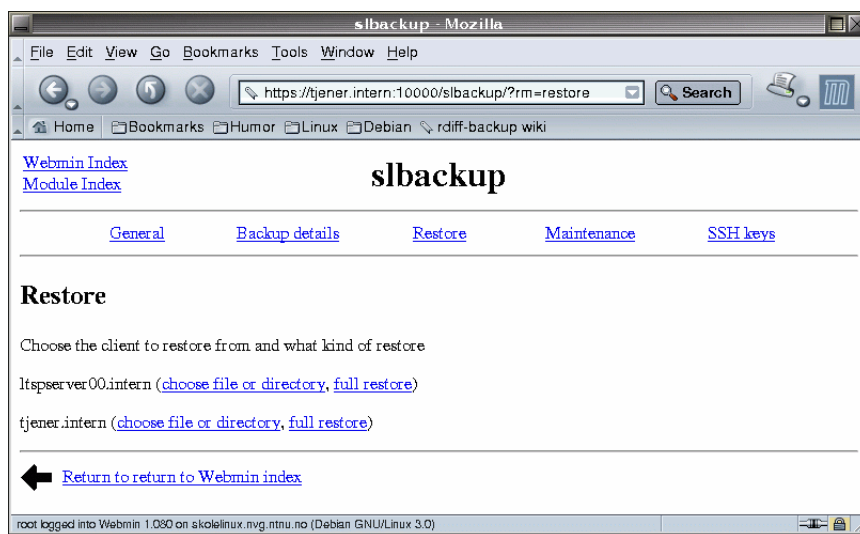 slbackup - Mozilla
File Edit View Go Bookmarks Tools Window Help
https://tjener.intern:10000/slbackup/?rm=restore Search
Home Bookmarks Humor Linux Debian rdiff-backup wiki
Webmin Index
Module Index
slbackup
General Backup details Restore Maintenance SSH keys
Restore
Choose the client to restore from and what kind of restore
ltspserver00.intern (choose file or directory, full restore)
tjener.intern (choose file or directory, full restore)
Return to return to Webmin index
root logged into Webmin 1.080 on skolelinux.nvg.ntnu.no (Debian GNU/Linux 3.0)